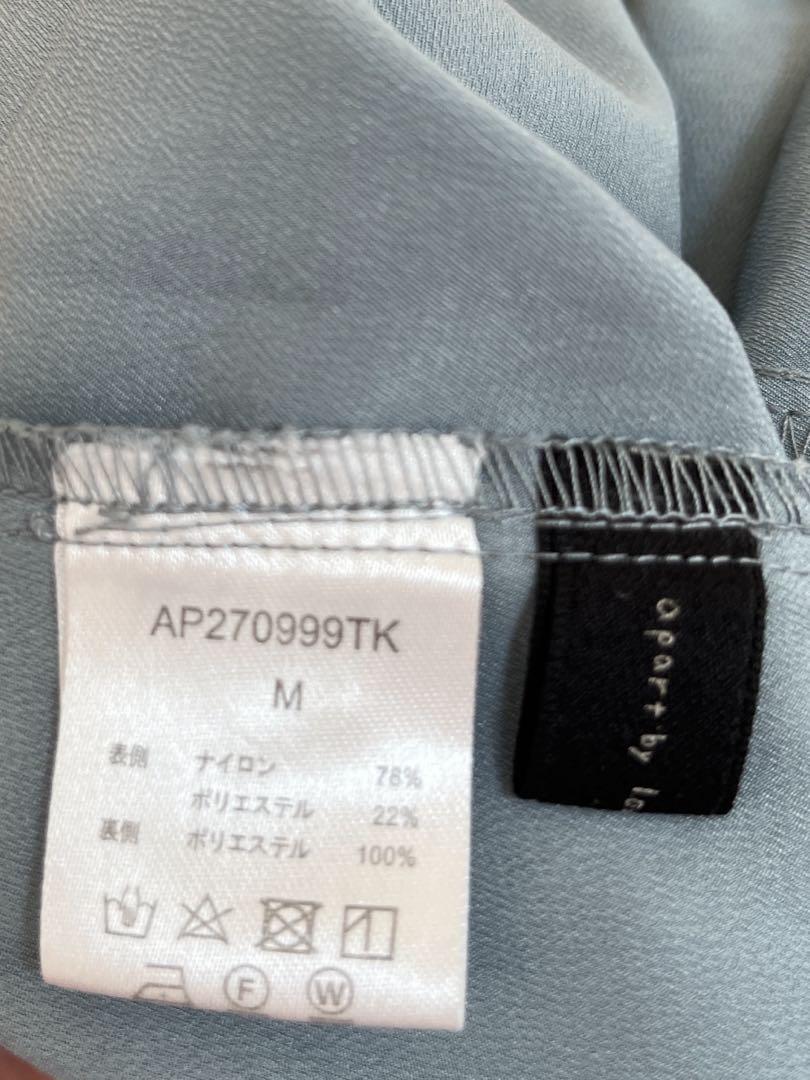 AP270999TK
M
表側 ナイロン 78%
ポリエステル 22%
裏側 ポリエステル 100%
F W
apart by